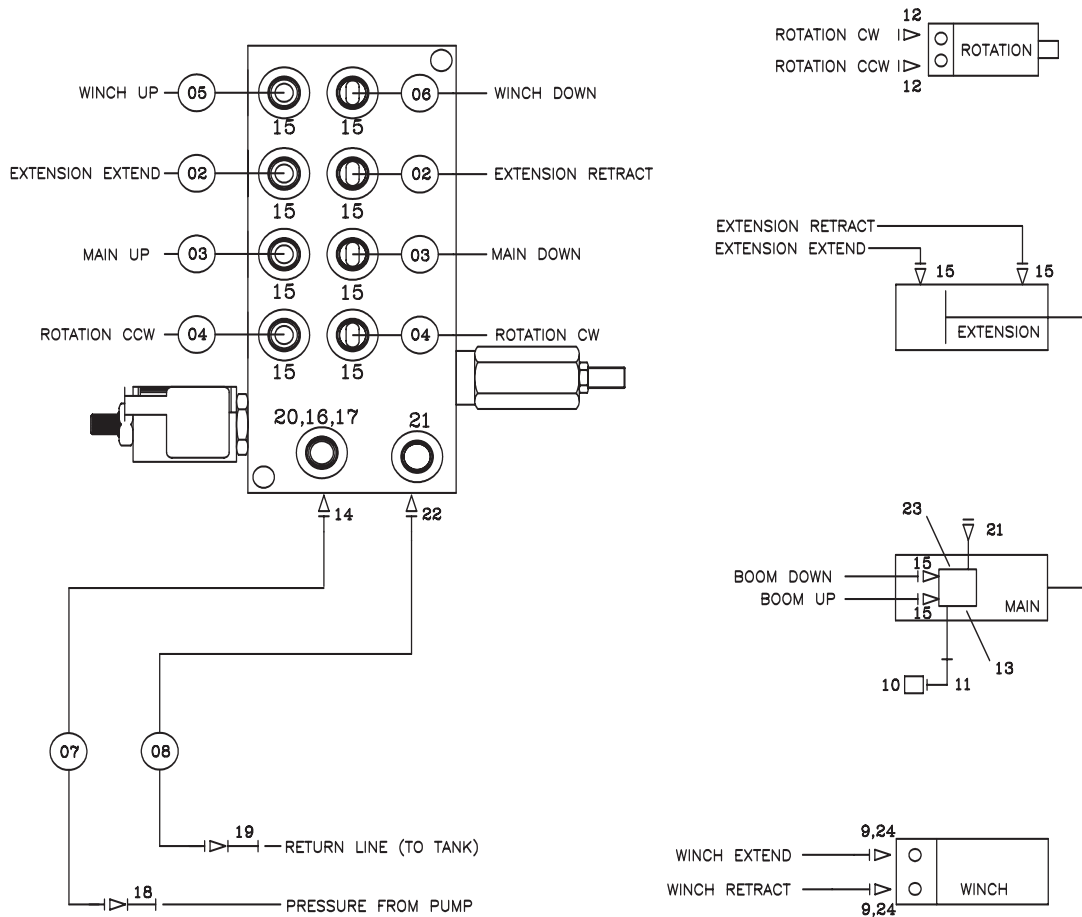 WINCH UP 05 06 WINCH DOWN
15 15
EXTENSION EXTEND 02 02 EXTENSION RETRACT
15 15
MAIN UP 03 03 MAIN DOWN
15 15
ROTATION CCW 04 04 ROTATION CW
15 15
20,16,17 21
14 22
07 08
19 RETURN LINE (TO TANK)
18 PRESSURE FROM PUMP
12
ROTATION CW
ROTATION
ROTATION CCW
12
EXTENSION RETRACT
EXTENSION EXTEND
15 15
EXTENSION
23
21
15
BOOM DOWN
BOOM UP
MAIN
15
13
10 11
9,24
WINCH EXTEND
WINCH RETRACT
WINCH
9,24